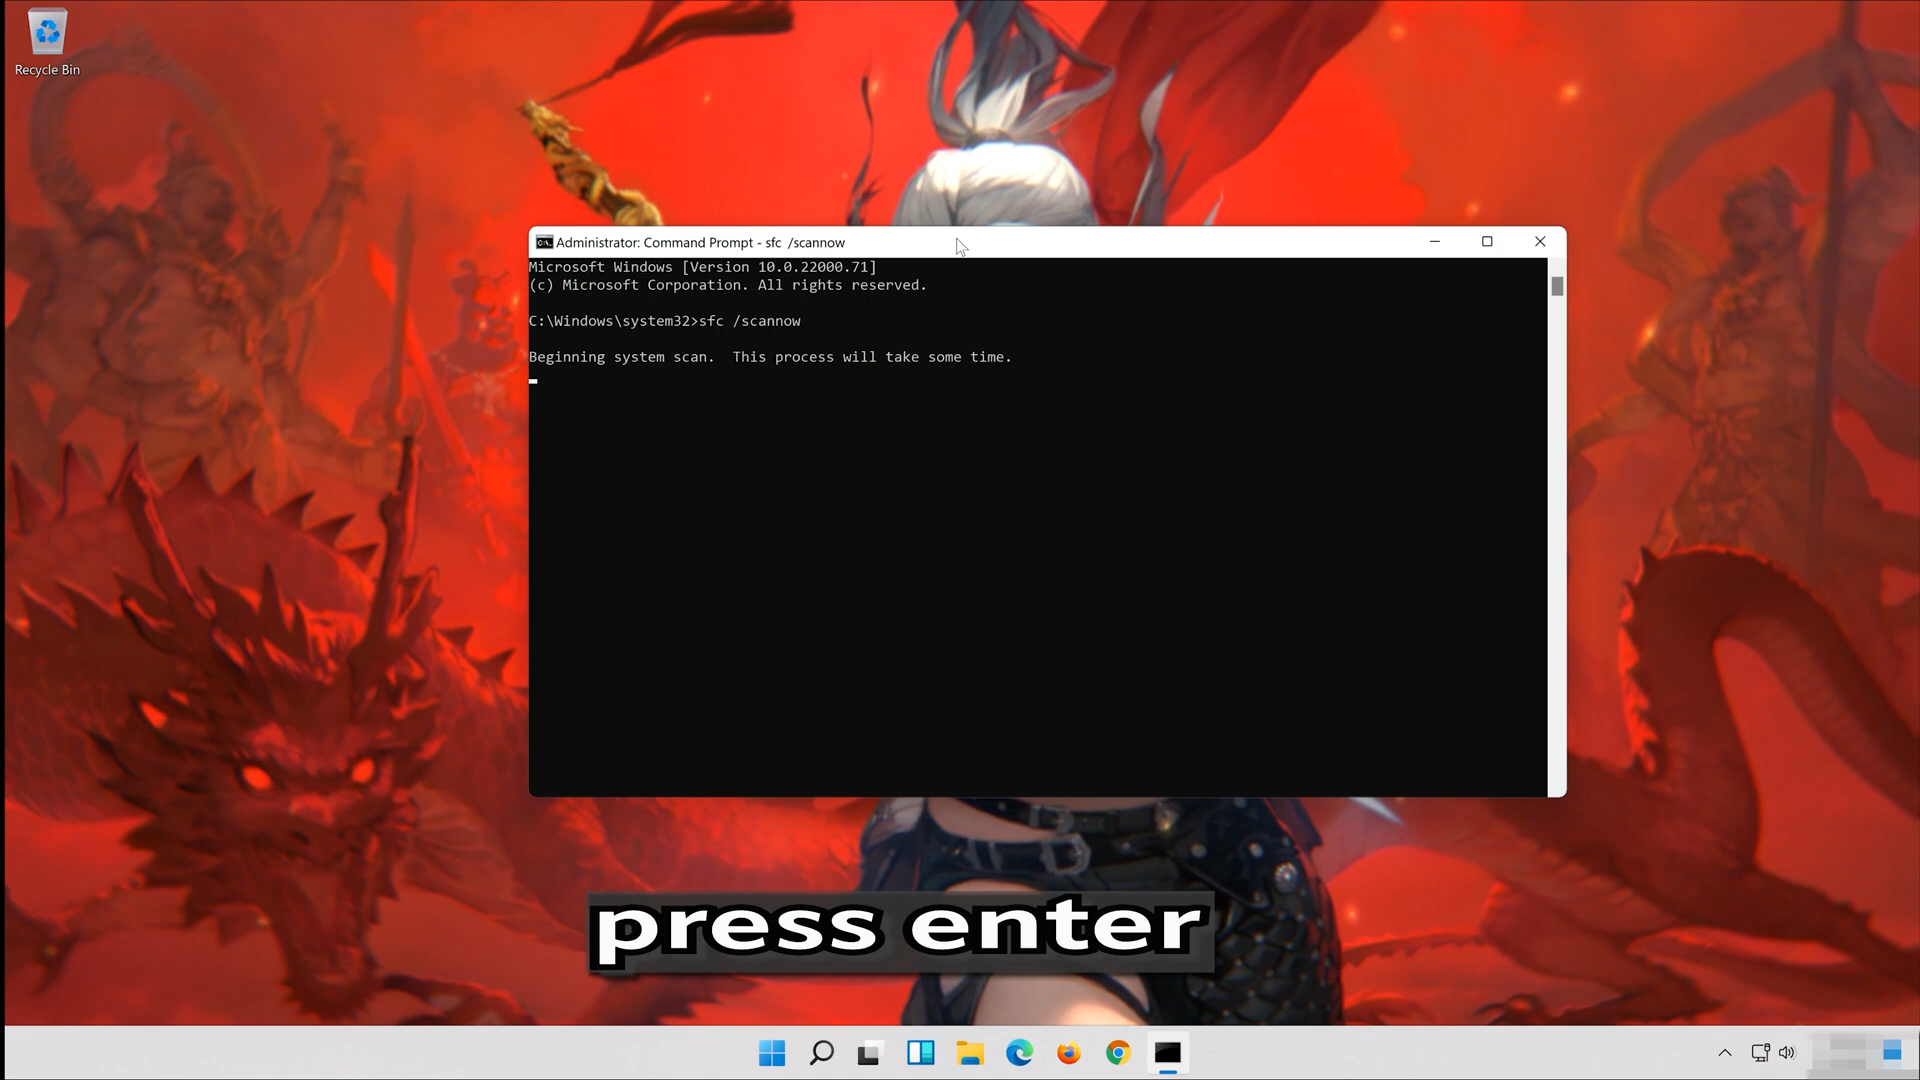 Recycle Bin
Administrator: Command Prompt - sfc  /scannow
Microsoft Windows [Version 10.0.22000.71]
(c) Microsoft Corporation. All rights reserved.
C:\Windows\system32>sfc /scannow
Beginning system scan.  This process will take some time.
press enter